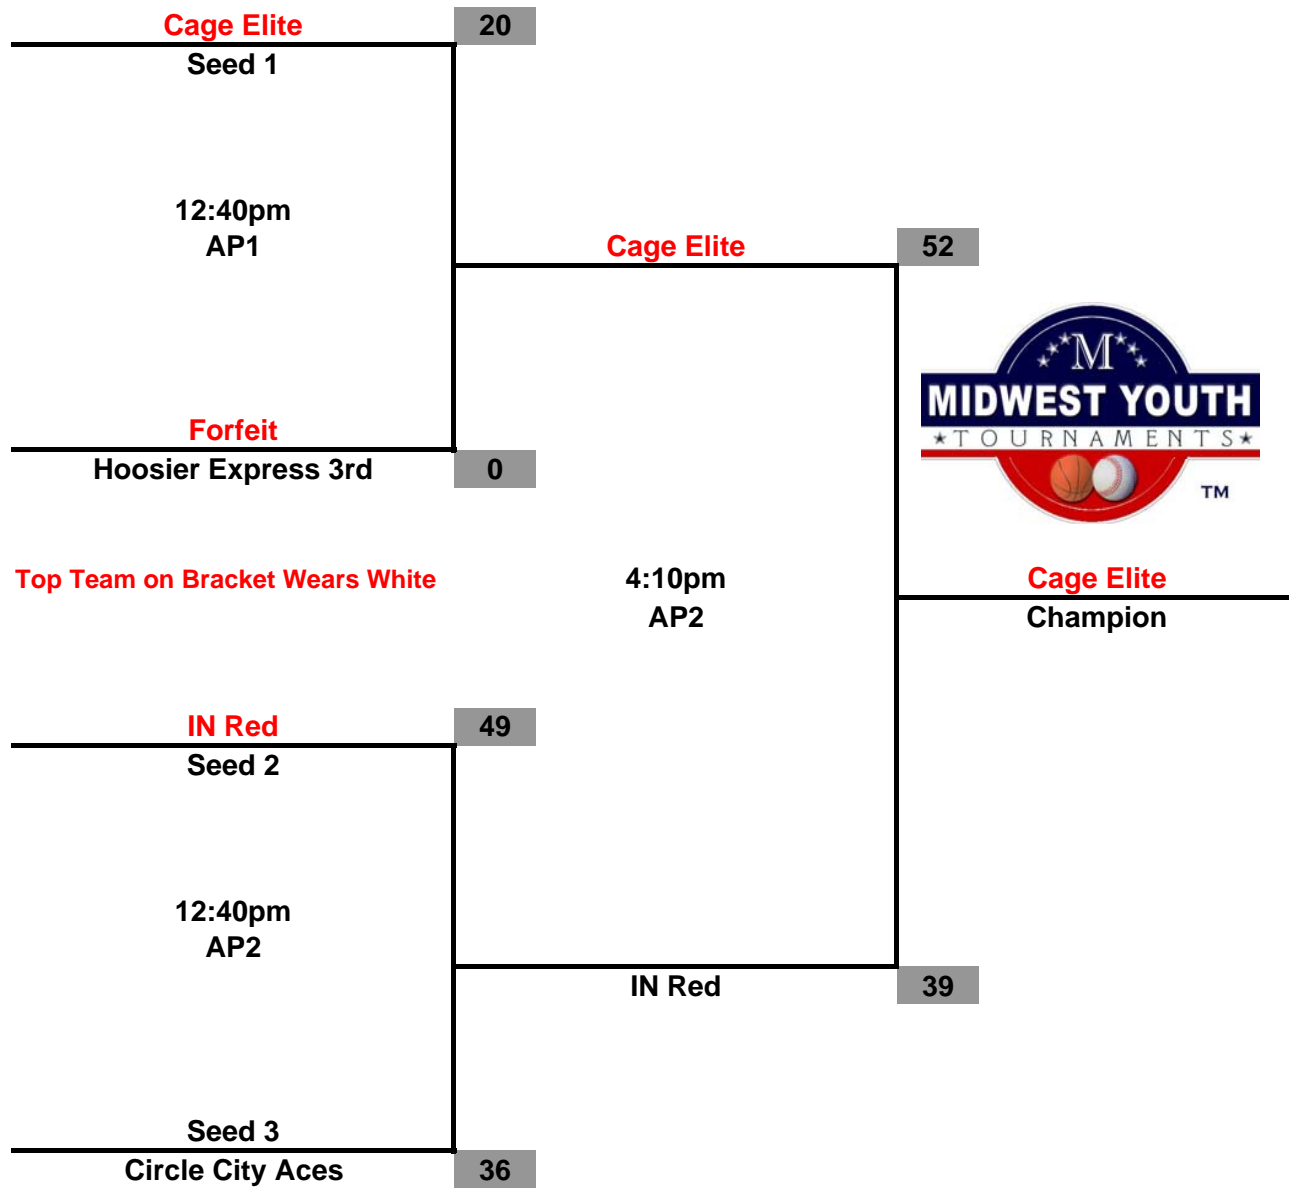 Cage Elite 20
Seed 1
12:40pm
AP1
Cage Elite 52
M
MIDWEST YOUTH
★TOURNAMENTS★
TM
Forfeit
Hoosier Express 3rd 0
Top Team on Bracket Wears White
4:10pm
AP2
Cage Elite
Champion
IN Red 49
Seed 2
12:40pm
AP2
IN Red 39
Seed 3
Circle City Aces 36